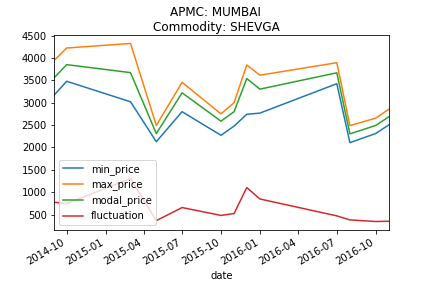 APMC: MUMBAI
Commodity: SHEVGA
4500
4000
3500
3000
2500
2000
1500
1000
500
min_price
max_price
modal_price
fluctuation
2014-10
2015-01
2015-04
2015-07
2015-10
2016-01
2016-04
2016-07
2016-10
date